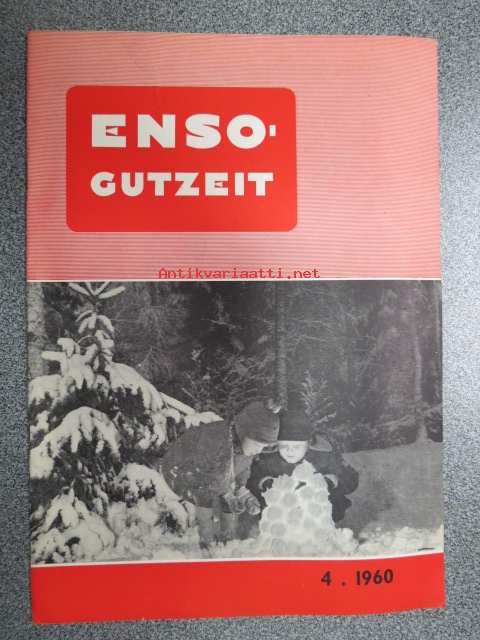 ENSO-
GUTZEIT
Antikvariaatti.net
4 . 1960